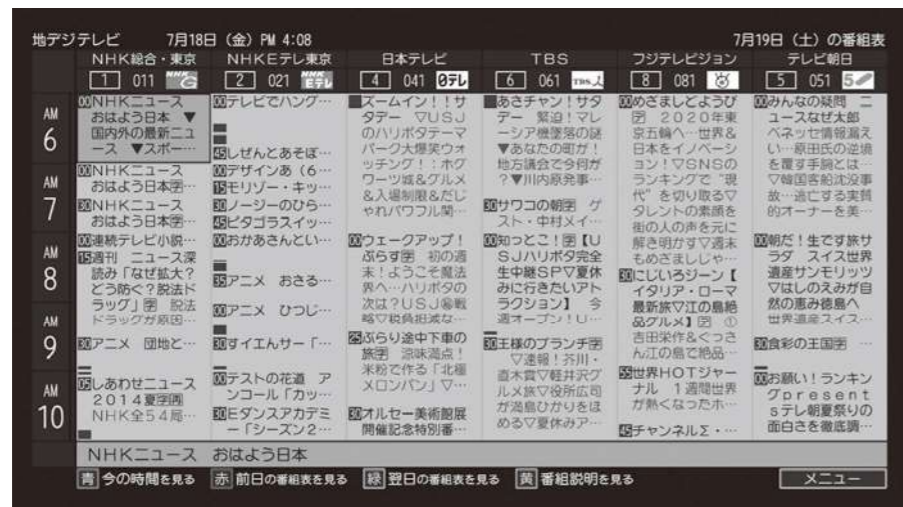 地デジテレビ 7月18日（金）PM 4:08 7月19日（土）の番組表
NHK総合・東京 NHKEテレ東京 日本テレビ TBS フジテレビジョン テレビ朝日
1 011 NHK G 2 021 NHK Eテレ 4 041 日テレ 6 061 TBS 8 081 5 051 5
AM 6
AM 7
AM 8
AM 9
AM 10
00NHKニュース
おはよう日本 ▼
国内外の最新ニュ
ース ▼スポー…
00NHKニュース
おはよう日本字…
30NHKニュース
おはよう日本字…
00連続テレビ小説…
15週刊 ニュース深
読み「なぜ拡大？
どう防ぐ？脱法ド
ラッグ」字 脱法
ドラッグが原因…
30アニメ 団地と…
05しあわせニュース
2014夏字再
NHK全54局…
00テレビでハング…
45しぜんとあそぼ…
00デザインあ（6…
15モリゾー・キッ…
30ノージーのひら…
45ピタゴラスイッ…
00おかあさんとい…
35アニメ おさる…
00アニメ ひつじ…
30すイエんサー「…
00テストの花道 ア
ンコール「カッ…
30Eダンスアカデミ
ー「シーズン2…
ズームイン！！サ
タデー ▽USJ
のハリポタテーマ
パーク大爆笑ウォ
ッチング！：ホグ
ワーツ城＆グルメ
＆入場制限＆だじ
ゃれパワフル関…
00ウェークアップ！
ぷらす字 初の週
末！ようこそ魔法
界へ…ハリポタの
次は？USJ㊙戦
略▽税負担減な…
25ぶらり途中下車の
旅字 涼味満点！
米粉で作る「北極
メロンパン」▽…
30オルセー美術館展
開催記念特別番…
あさチャン！サタ
デー 緊迫！マレ
ーシア機墜落の謎
▼あなたの町が！
地方議会で今何が
？▼川内原発事…
30サワコの朝字 ゲ
スト・中村メイ…
00知っとこ！字【U
SJハリポタ完全
生中継SP▽夏休
みに行きたいアト
ラクション】 今
週オープン！U…
30王様のブランチ字
▽速報！芥川・
直木賞▽軽井沢グ
ルメ旅▽役所広司
が満島ひかりをほ
める▽夏休みア…
00めざましどようび
字 2020年東
京五輪へ…世界＆
日本をイノベーシ
ョン！▽SNSの
ランキングで“現
代”を切り取る▽
タレントの素顔を
街の人の声を元に
解き明かす▽週末
もめざましじゃ…
30にじいろジーン【
イタリア・ローマ
最新旅▽江の島絶
品グルメ】字 ①
吉田栄作＆ぐっさ
ん江の島で絶品…
55世界HOTジャー
ナル 1週間世界
が熱くなったホ…
45チャンネルΣ・…
00みんなの疑問 ニ
ュースなぜ太郎
ベネッセ情報漏え
い…原田氏の逆境
を覆す手腕とは…
▽韓国客船沈没事
故…逃亡する実質
的オーナーを美…
00朝だ！生です旅サ
ラダ スイス世界
遺産サンモリッツ
▽はしのえみが自
然の恵み徳島へ
世界遺産スイス…
30食彩の王国字 …
00お願い！ランキン
グpresent
sテレ朝夏祭りの
面白さを徹底調…
NHKニュース おはよう日本
青 今の時間を見る 赤 前日の番組表を見る 緑 翌日の番組表を見る 黄 番組説明を見る メニュー